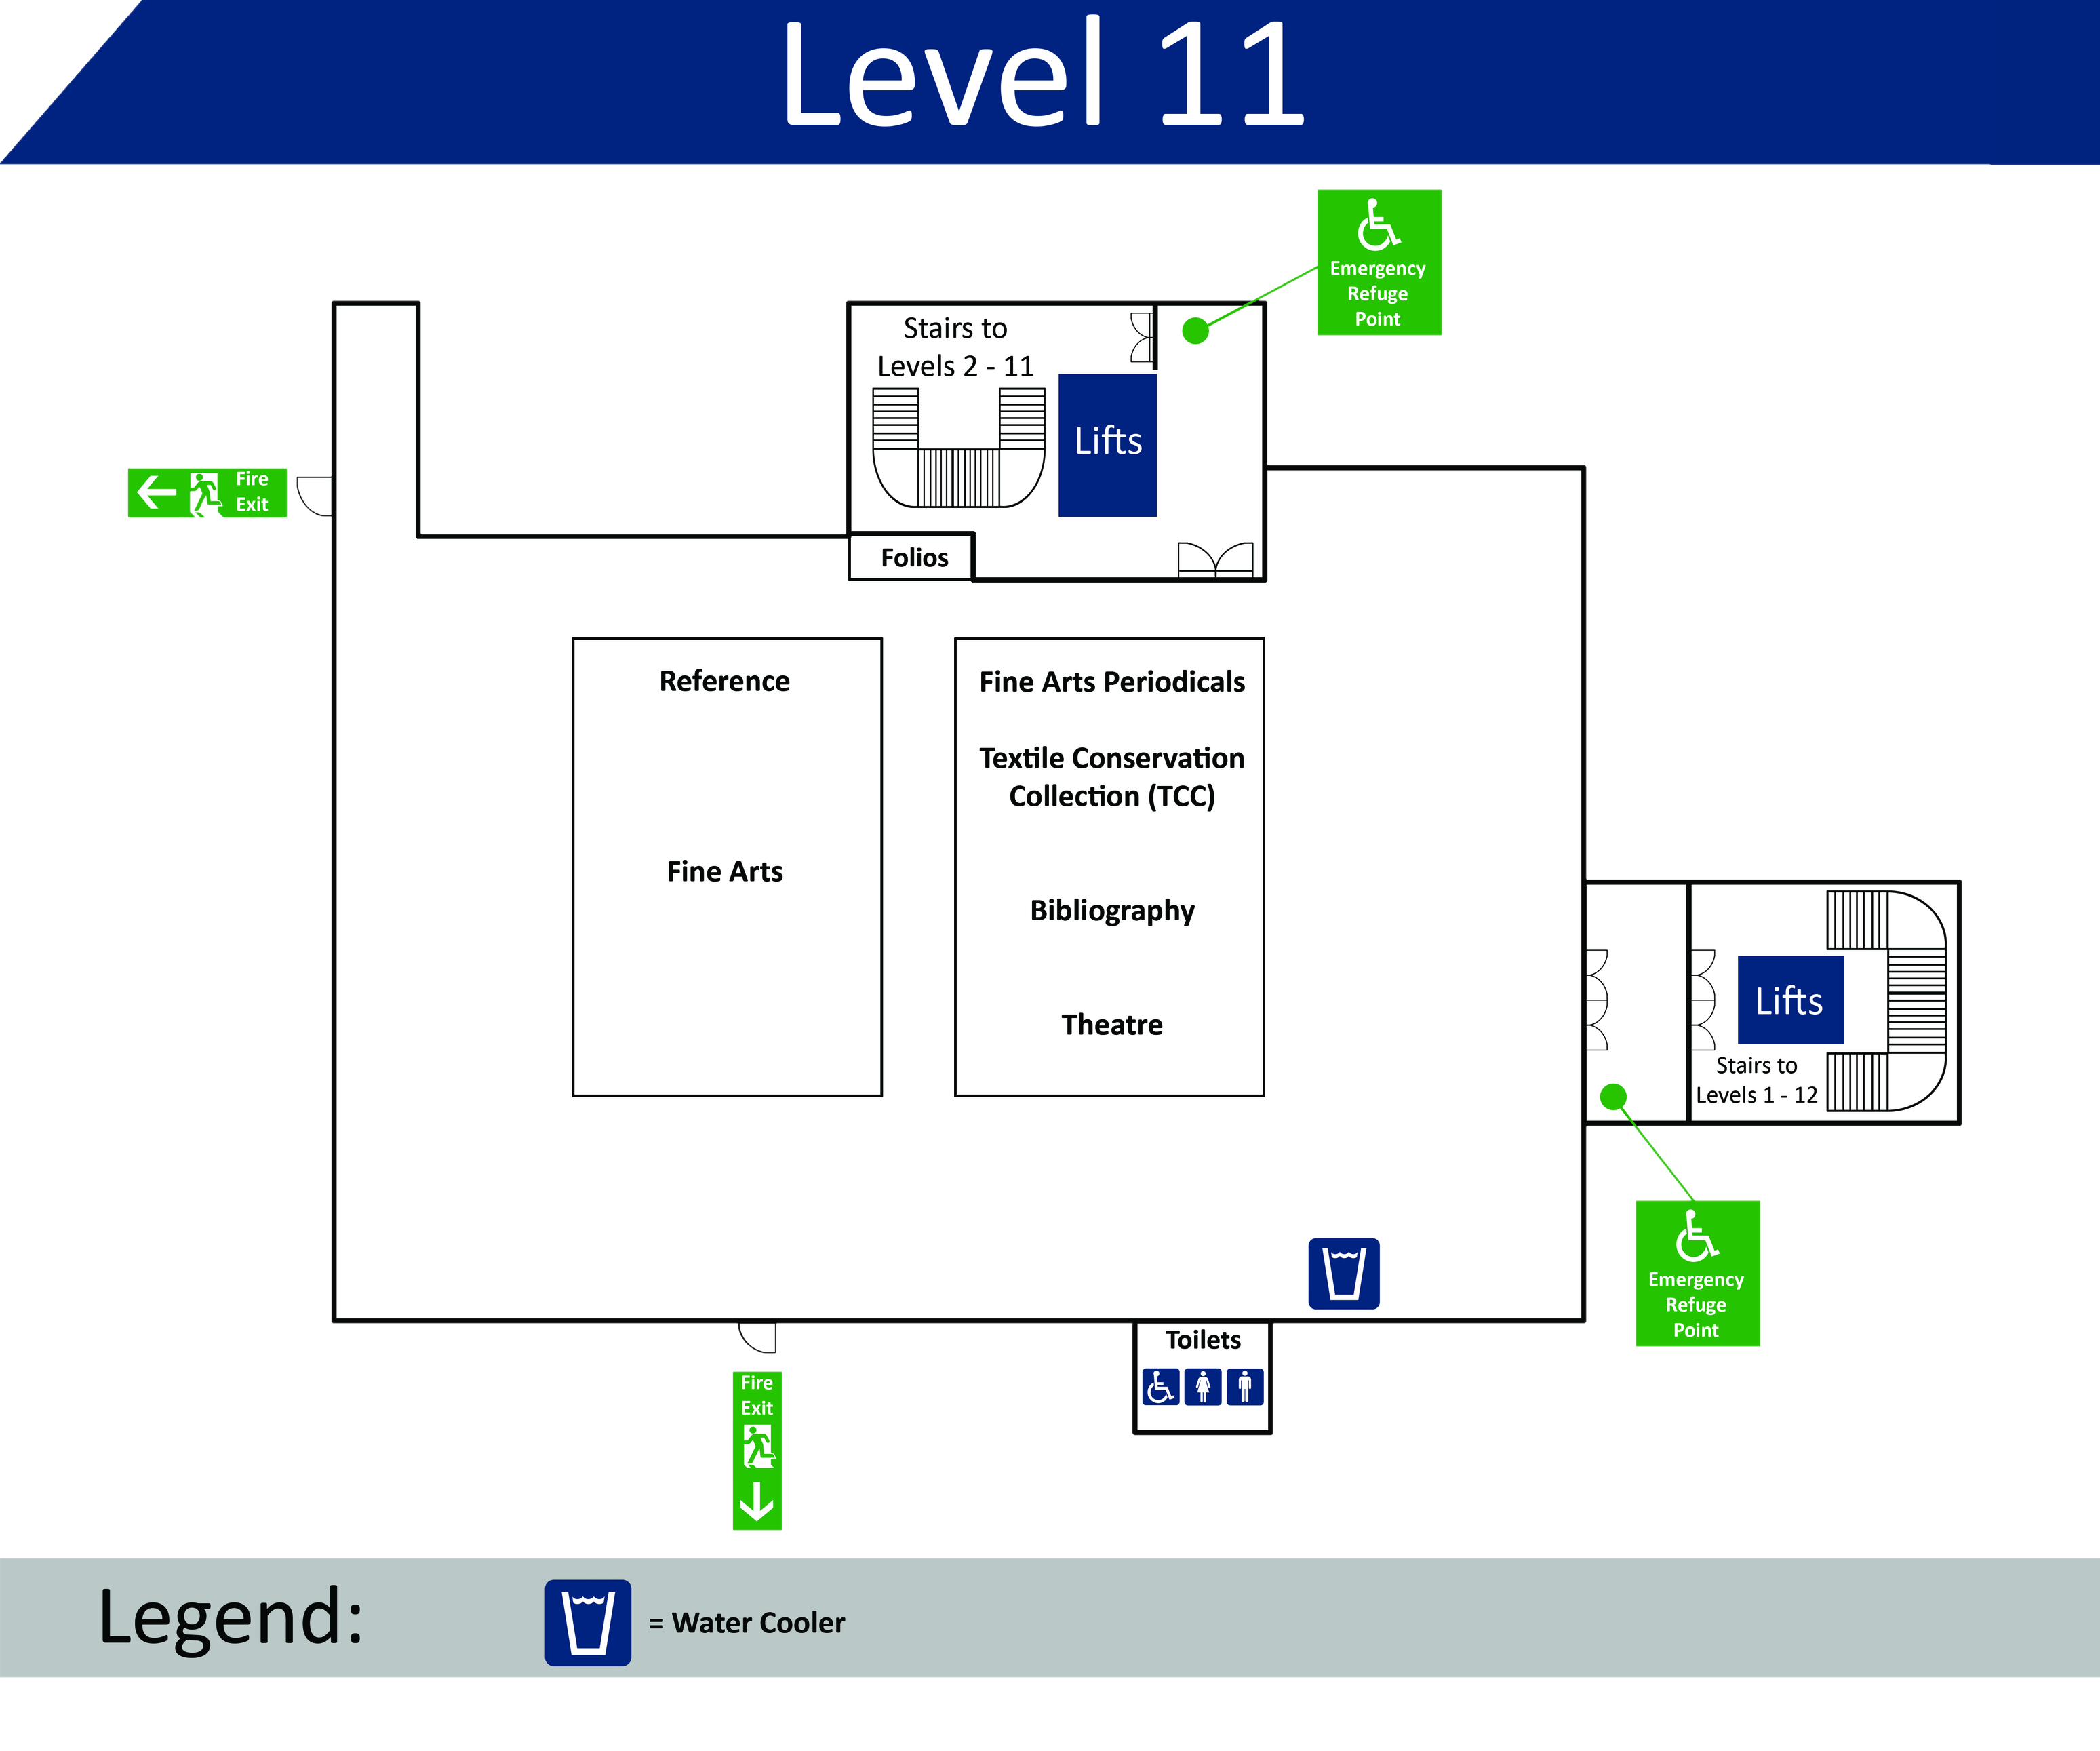 Level 11
Emergency
Refuge
Point
Stairs to
Levels 2 - 11
Lifts
Fire
Exit
Folios
Reference
Fine Arts
Fine Arts Periodicals
Textile Conservation
Collection (TCC)
Bibliography
Theatre
Lifts
Stairs to
Levels 1 - 12
Emergency
Refuge
Point
Toilets
Fire
Exit
Legend:
= Water Cooler